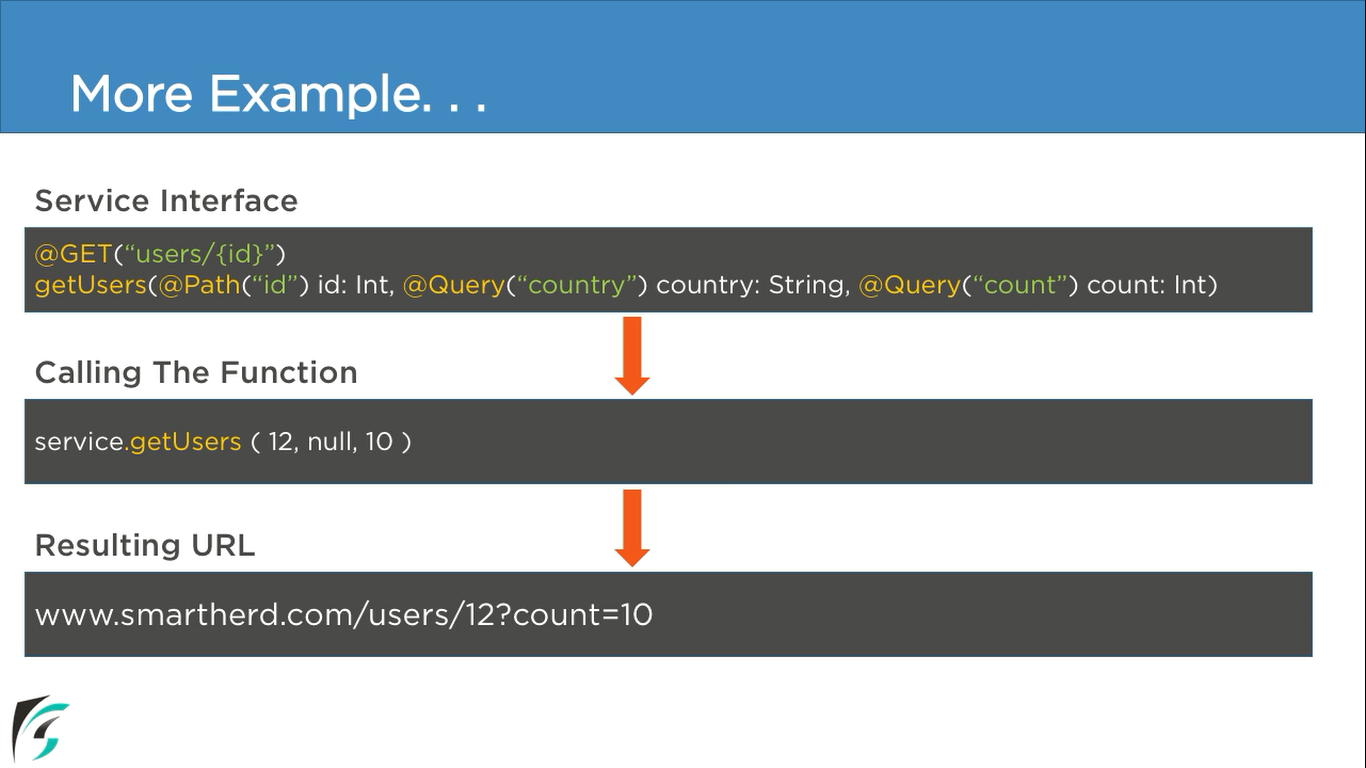 More Example. . .
Service Interface
@GET(“users/{id}”)
getUsers(@Path(“id”) id: Int, @Query(“country”) country: String, @Query(“count”) count: Int)
Calling The Function
service.getUsers ( 12, null, 10 )
Resulting URL
www.smartherd.com/users/12?count=10